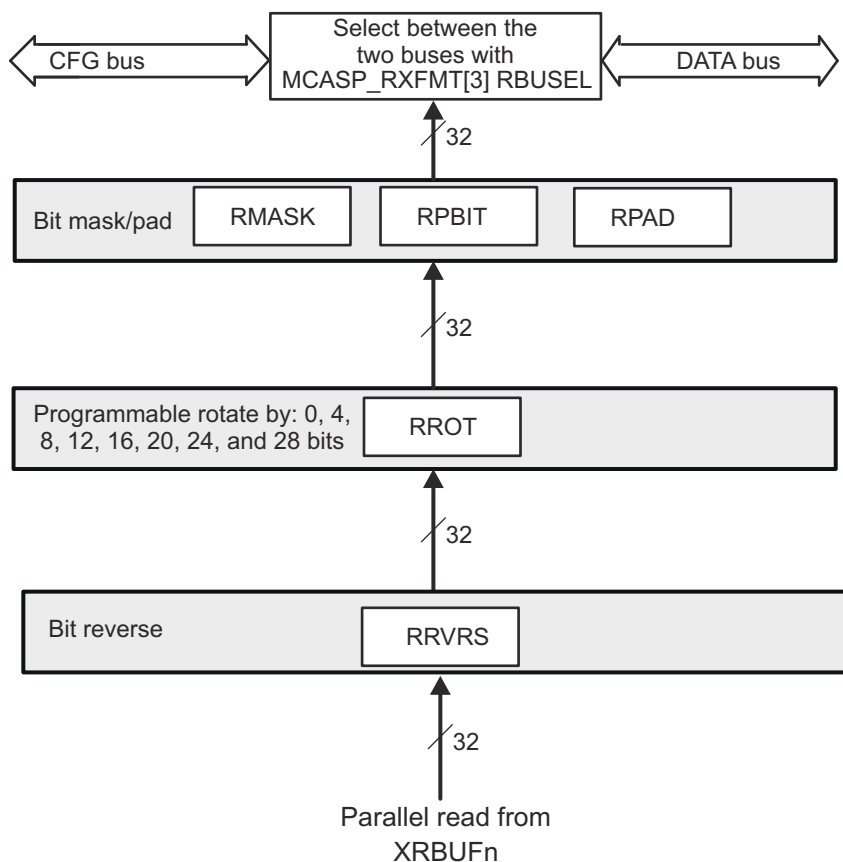 Select between the
two buses with
MCASP_RXFMT[3] RBUSEL
CFG bus
DATA bus
32
Bit mask/pad
RMASK
RPBIT
RPAD
32
Programmable rotate by: 0, 4,
8, 12, 16, 20, 24, and 28 bits
RROT
32
Bit reverse
RRVRS
32
Parallel read from
XRBUFn